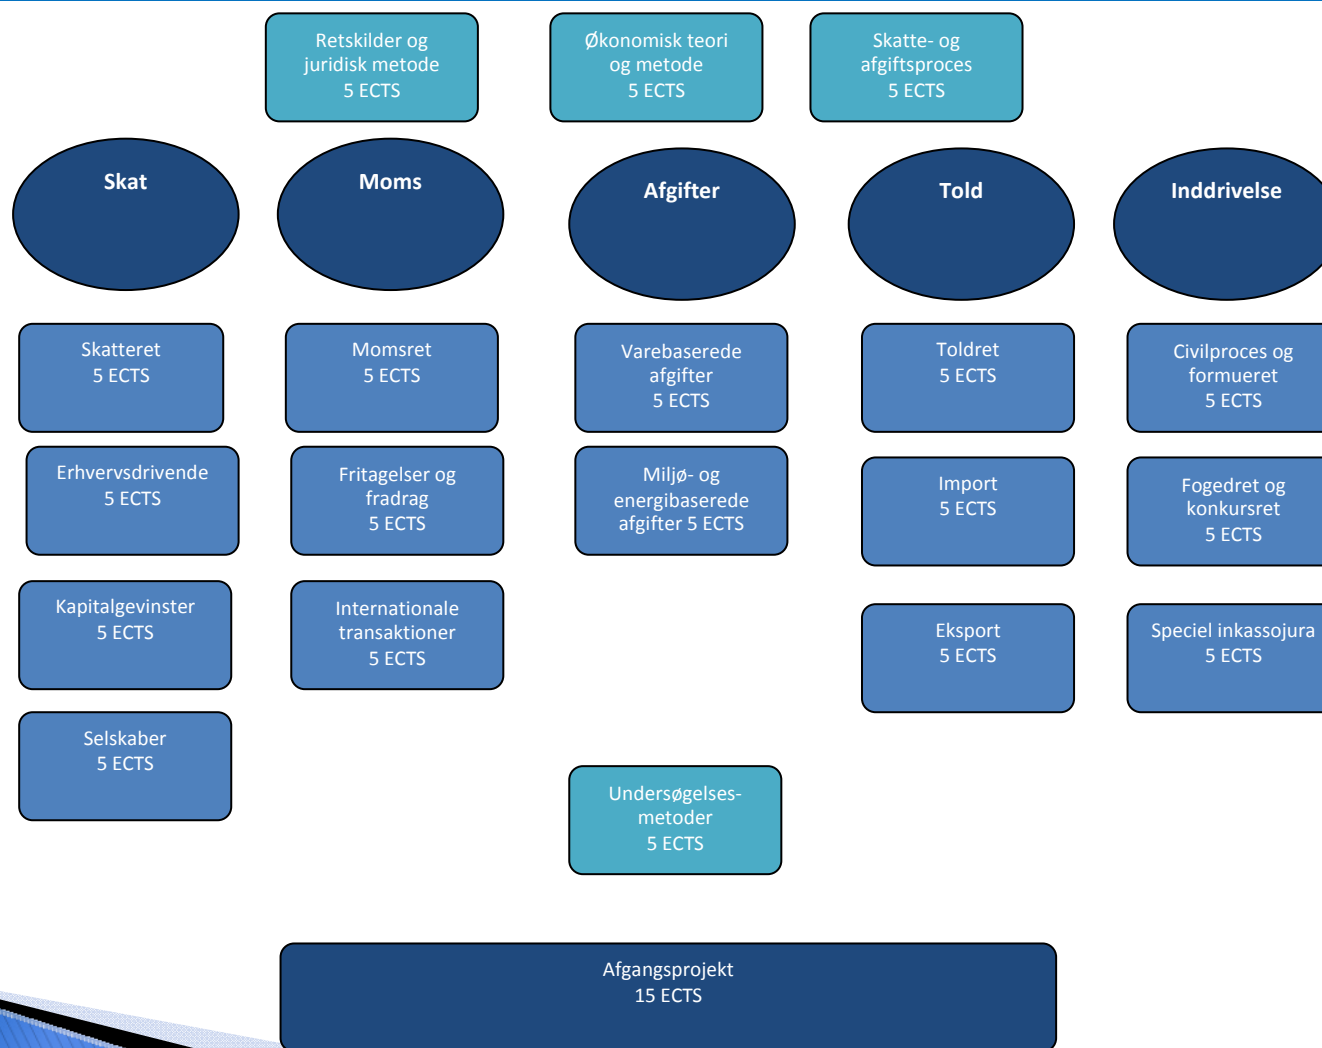 Retskilder og
juridisk metode
5 ECTS
Økonomisk teori
og metode
5 ECTS
Skatte- og
afgiftsproces
5 ECTS
Skat
Moms
Afgifter
Told
Inddrivelse
Skatteret
5 ECTS
Momsret
5 ECTS
Varebaserede
afgifter
5 ECTS
Toldret
5 ECTS
Civilproces og
formueret
5 ECTS
Erhvervsdrivende
5 ECTS
Fritagelser og
fradrag
5 ECTS
Miljø- og
energibaserede
afgifter 5 ECTS
Import
5 ECTS
Fogedret og
konkursret
5 ECTS
Kapitalgevinster
5 ECTS
Internationale
transaktioner
5 ECTS
Eksport
5 ECTS
Speciel inkassojura
5 ECTS
Selskaber
5 ECTS
Undersøgelses-
metoder
5 ECTS
Afgangsprojekt
15 ECTS